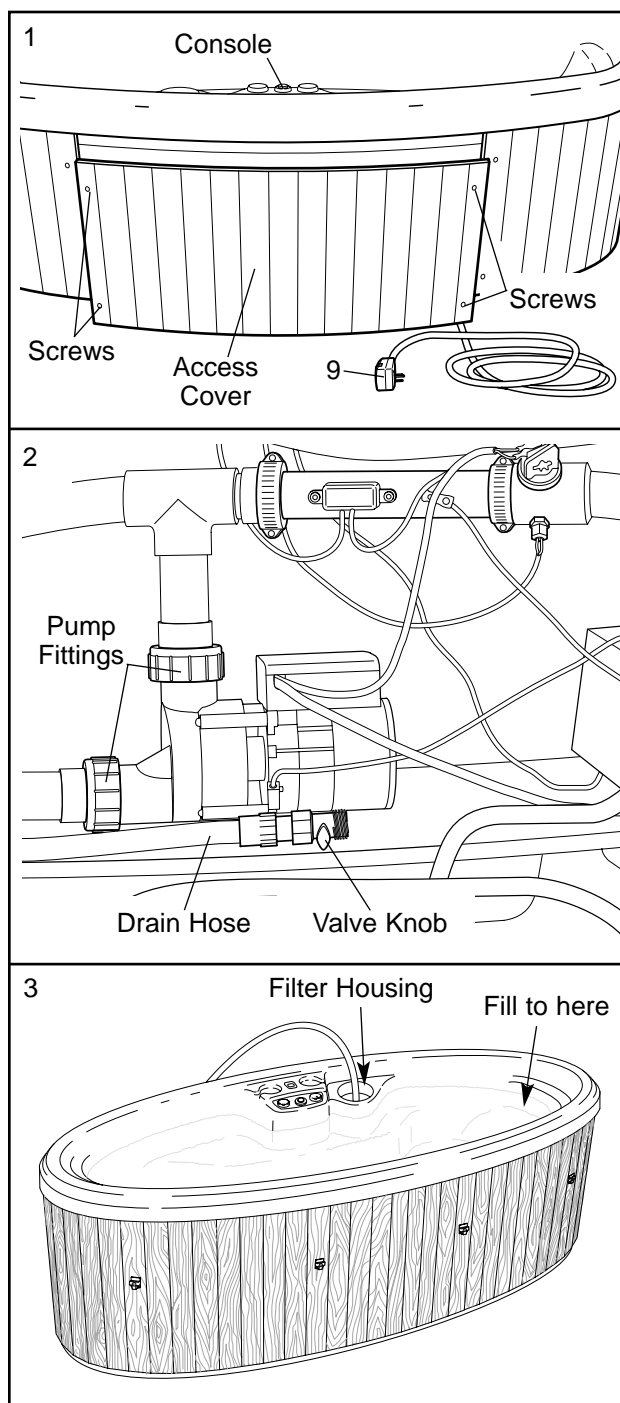 1
Console
Screws
Screws
Access
Cover
9
2
Pump
Fittings
Drain Hose
Valve Knob
3
Filter Housing
Fill to here